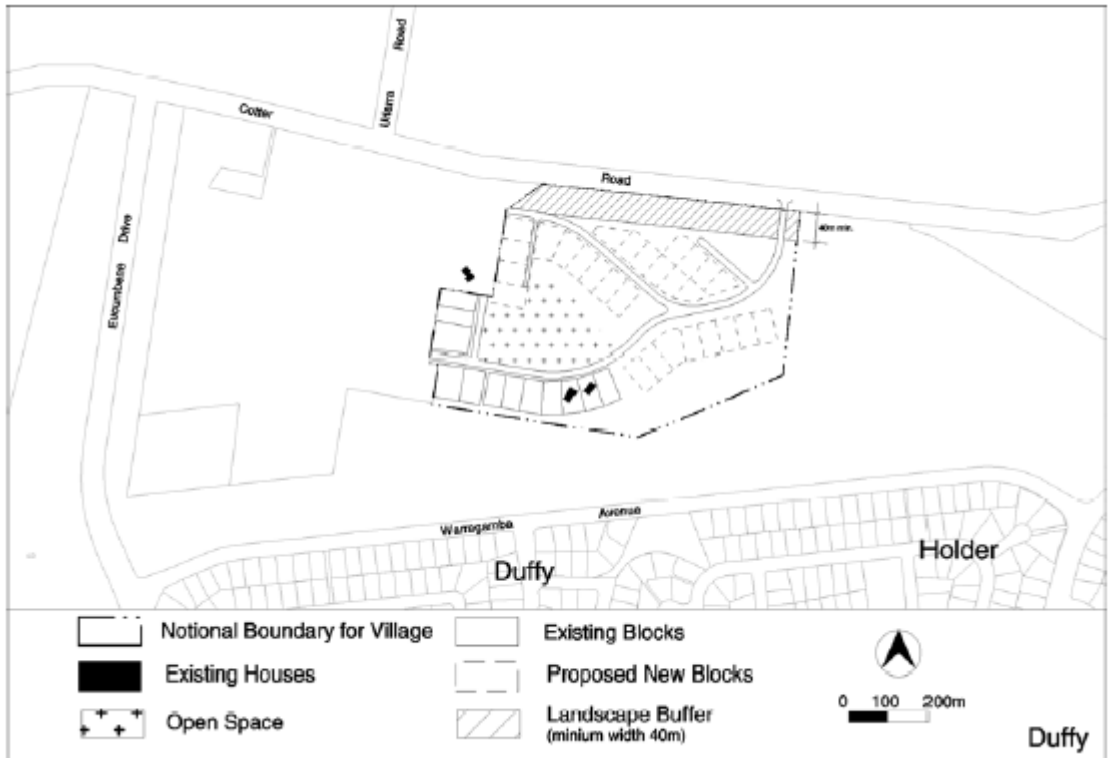 Road
Uriarra
Cotter
Road
40m min.
Eucumbene Drive
Warragamba Avenue
Duffy
Holder
Notional Boundary for Village
Existing Blocks
Existing Houses
Proposed New Blocks
Open Space
Landscape Buffer
(minium width 40m)
0 100 200m
Duffy